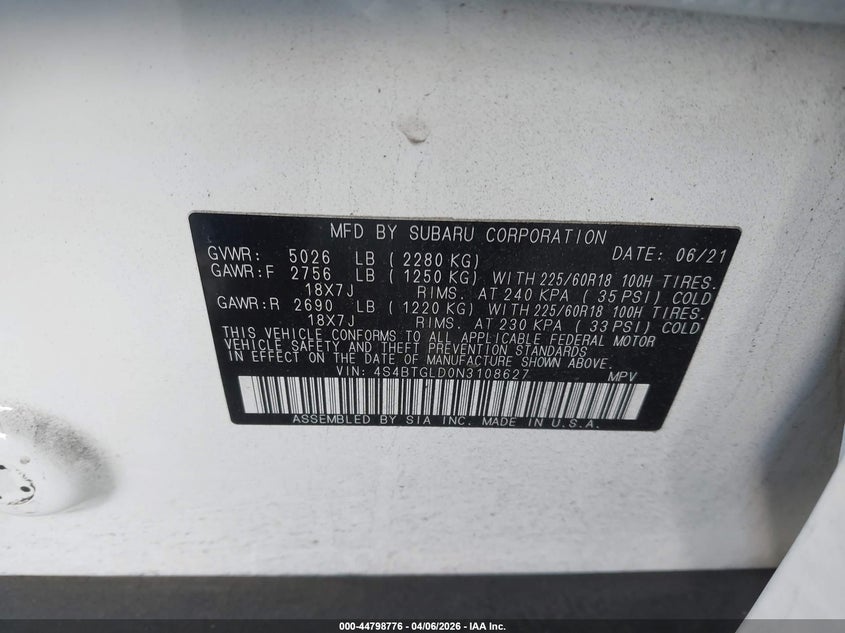 MFD BY SUBARU CORPORATION DATE: 06/21
GVWR: 5026 LB ( 2280 KG)
GAWR:F 2756 LB ( 1250 KG) WITH 225/60R18 100H TIRES.
18X7J RIMS. AT 240 KPA ( 35 PSI) COLD
GAWR:R 2690 LB ( 1220 KG) WITH 225/60R18 100H TIRES.
18X7J RIMS. AT 230 KPA ( 33 PSI) COLD
THIS VEHICLE CONFORMS TO ALL APPLICABLE FEDERAL MOTOR
VEHICLE SAFETY AND THEFT PREVENTION STANDARDS
IN EFFECT ON THE DATE OF MANUFACTURE SHOWN ABOVE.
VIN: 4S4BTGLD0N3108627 MPV
ASSEMBLED BY SIA INC. MADE IN U.S.A.
000-44798776 - 04/06/2026 - IAA Inc.